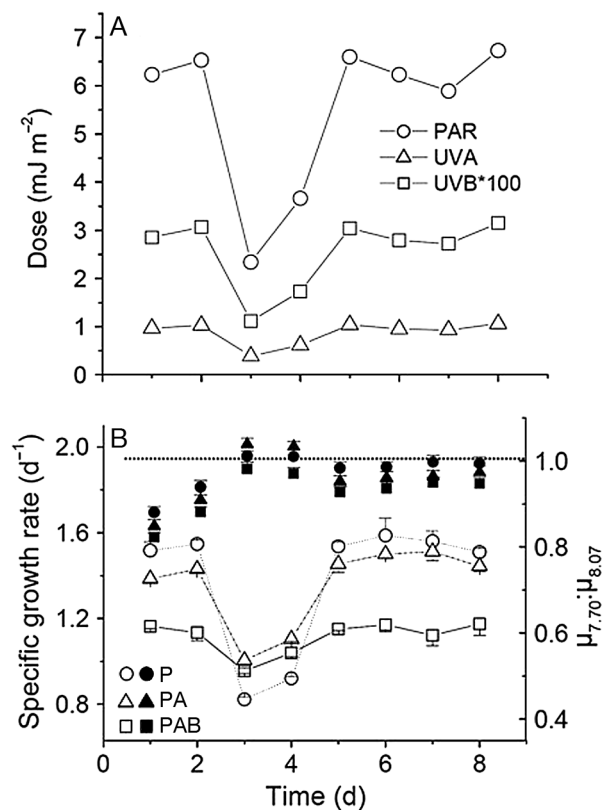 A
7
6
5
4
3
2
1
0
Dose (mJ m⁻²)
PAR
UVA
UVB*100
B
2.0
1.6
1.2
0.8
Specific growth rate (d⁻¹)
1.0
0.8
0.6
0.4
μ7.70:μ8.07
P
PA
PAB
0 2 4 6 8
Time (d)